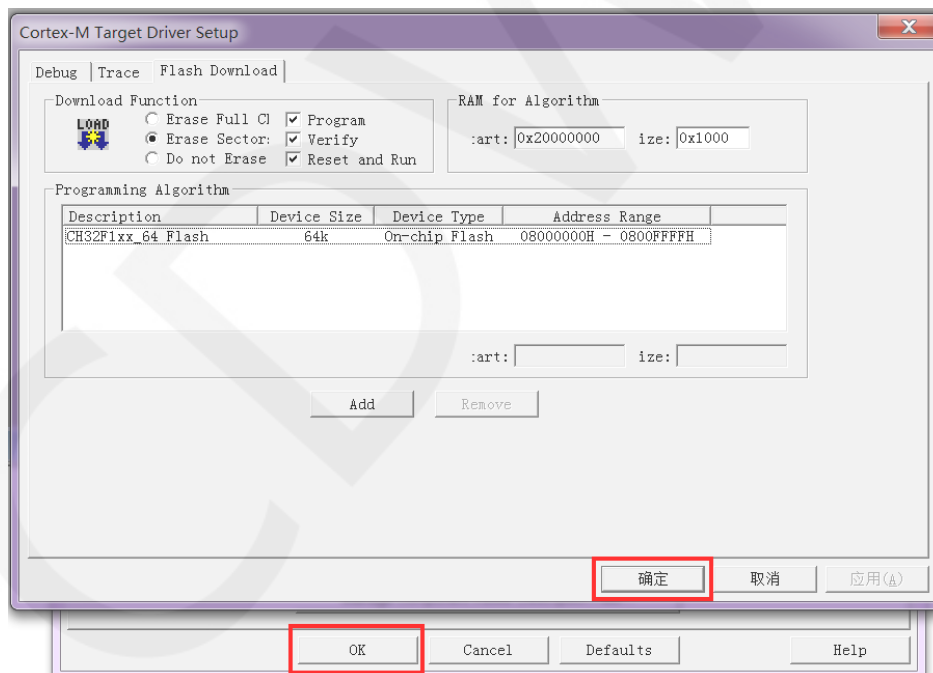 Cortex-M Target Driver Setup
Debug Trace Flash Download
Download Function
LOAD
Erase Full Cl
Program
Erase Sector:
Verify
Do not Erase
Reset and Run
RAM for Algorithm
:art: 0x20000000 ize: 0x1000
Programming Algorithm
Description Device Size Device Type Address Range
CH32F1xx_64 Flash 64k On-chip Flash 08000000H - 0800FFFFH
:art: ize:
Add Remove
确定 取消 应用(A)
OK Cancel Defaults Help